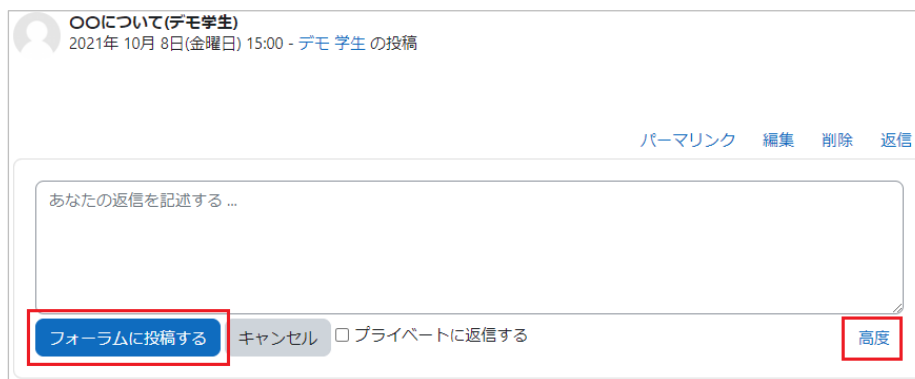 〇〇について(デモ学生)
2021年 10月 8日(金曜日) 15:00 - デモ 学生 の投稿
パーマリンク 編集 削除 返信
あなたの返信を記述する ...
フォーラムに投稿する キャンセル プライベートに返信する 高度